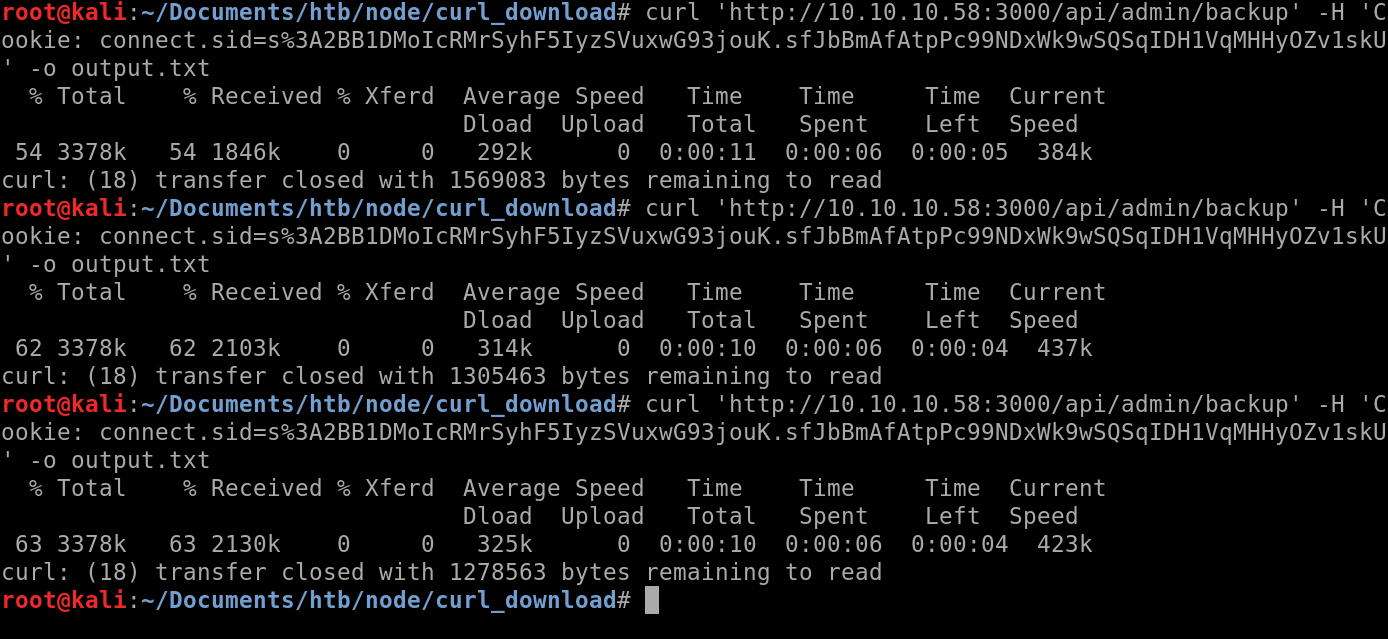 root@kali:~/Documents/htb/node/curl_download# curl 'http://10.10.10.58:3000/api/admin/backup' -H 'C
ookie: connect.sid=s%3A2BB1DMoIcRMrSyhF5IyzSVuxwG93jouK.sfJbBmAfAtpPc99NDxWk9wSQSqIDH1VqMHHyOZv1skU
' -o output.txt
  % Total    % Received % Xferd  Average Speed   Time    Time     Time  Current
                                 Dload  Upload   Total   Spent    Left  Speed
 54 3378k   54 1846k    0     0   292k      0  0:00:11  0:00:06  0:00:05  384k
curl: (18) transfer closed with 1569083 bytes remaining to read
root@kali:~/Documents/htb/node/curl_download# curl 'http://10.10.10.58:3000/api/admin/backup' -H 'C
ookie: connect.sid=s%3A2BB1DMoIcRMrSyhF5IyzSVuxwG93jouK.sfJbBmAfAtpPc99NDxWk9wSQSqIDH1VqMHHyOZv1skU
' -o output.txt
  % Total    % Received % Xferd  Average Speed   Time    Time     Time  Current
                                 Dload  Upload   Total   Spent    Left  Speed
 62 3378k   62 2103k    0     0   314k      0  0:00:10  0:00:06  0:00:04  437k
curl: (18) transfer closed with 1305463 bytes remaining to read
root@kali:~/Documents/htb/node/curl_download# curl 'http://10.10.10.58:3000/api/admin/backup' -H 'C
ookie: connect.sid=s%3A2BB1DMoIcRMrSyhF5IyzSVuxwG93jouK.sfJbBmAfAtpPc99NDxWk9wSQSqIDH1VqMHHyOZv1skU
' -o output.txt
  % Total    % Received % Xferd  Average Speed   Time    Time     Time  Current
                                 Dload  Upload   Total   Spent    Left  Speed
 63 3378k   63 2130k    0     0   325k      0  0:00:10  0:00:06  0:00:04  423k
curl: (18) transfer closed with 1278563 bytes remaining to read
root@kali:~/Documents/htb/node/curl_download#